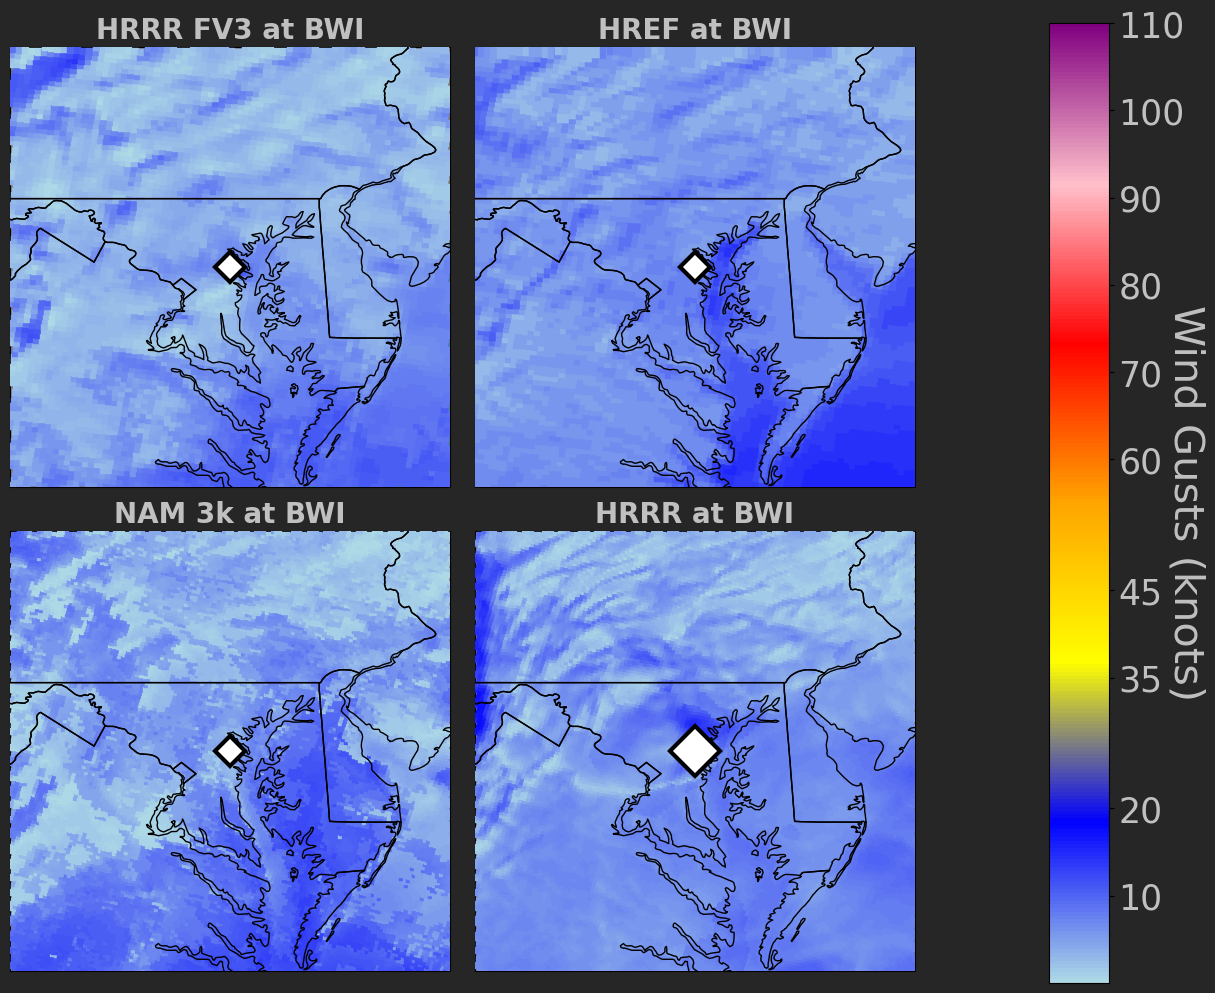 HRRR FV3 at BWI
HREF at BWI
NAM 3k at BWI
HRRR at BWI
110
100
90
80
70
60
45
35
20
10
Wind Gusts (knots)